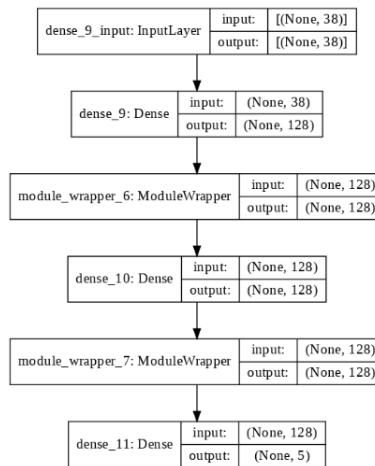 dense_9_input: InputLayer
input: [(None, 38)]
output: [(None, 38)]
dense_9: Dense
input: (None, 38)
output: (None, 128)
module_wrapper_6: ModuleWrapper
input: (None, 128)
output: (None, 128)
dense_10: Dense
input: (None, 128)
output: (None, 128)
module_wrapper_7: ModuleWrapper
input: (None, 128)
output: (None, 128)
dense_11: Dense
input: (None, 128)
output: (None, 5)